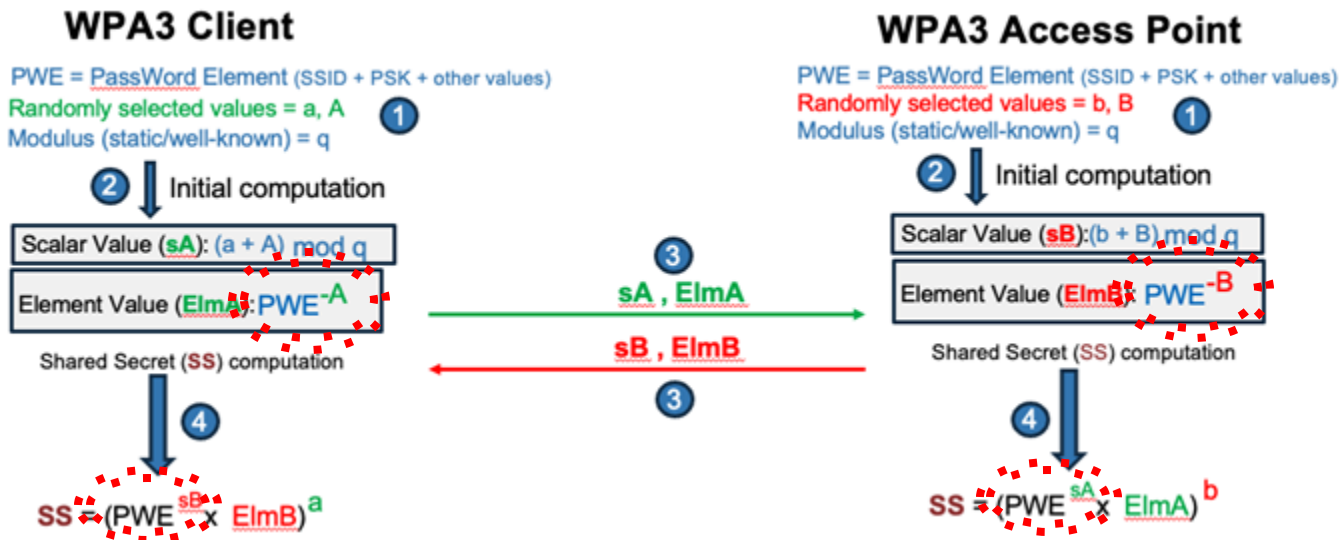 WPA3 Client
PWE = PassWord Element (SSID + PSK + other values)
Randomly selected values = a, A
1
Modulus (static/well-known) = q
2
Initial computation
Scalar Value (sA): (a + A) mod q
Element Value (ElmA): PWE^-A
Shared Secret (SS) computation
4
SS = (PWE^sB x ElmB)^a
3
sA , ElmA
sB , ElmB
3
WPA3 Access Point
PWE = PassWord Element (SSID + PSK + other values)
Randomly selected values = b, B
1
Modulus (static/well-known) = q
2
Initial computation
Scalar Value (sB):(b + B) mod q
Element Value (ElmB): PWE^-B
Shared Secret (SS) computation
4
SS = (PWE^sA x ElmA)^b